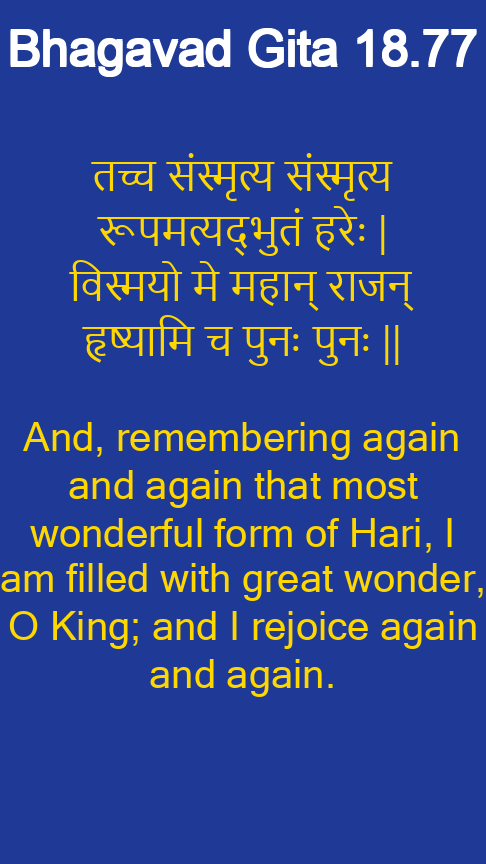 Bhagavad Gita 18.77
तच्च संस्मृत्य संस्मृत्य
रूपमत्यद्भुतं हरेः |
विस्मयो मे महान् राजन्
हृष्यामि च पुनः पुनः ||
And, remembering again
and again that most
wonderful form of Hari, I
am filled with great wonder,
O King; and I rejoice again
and again.